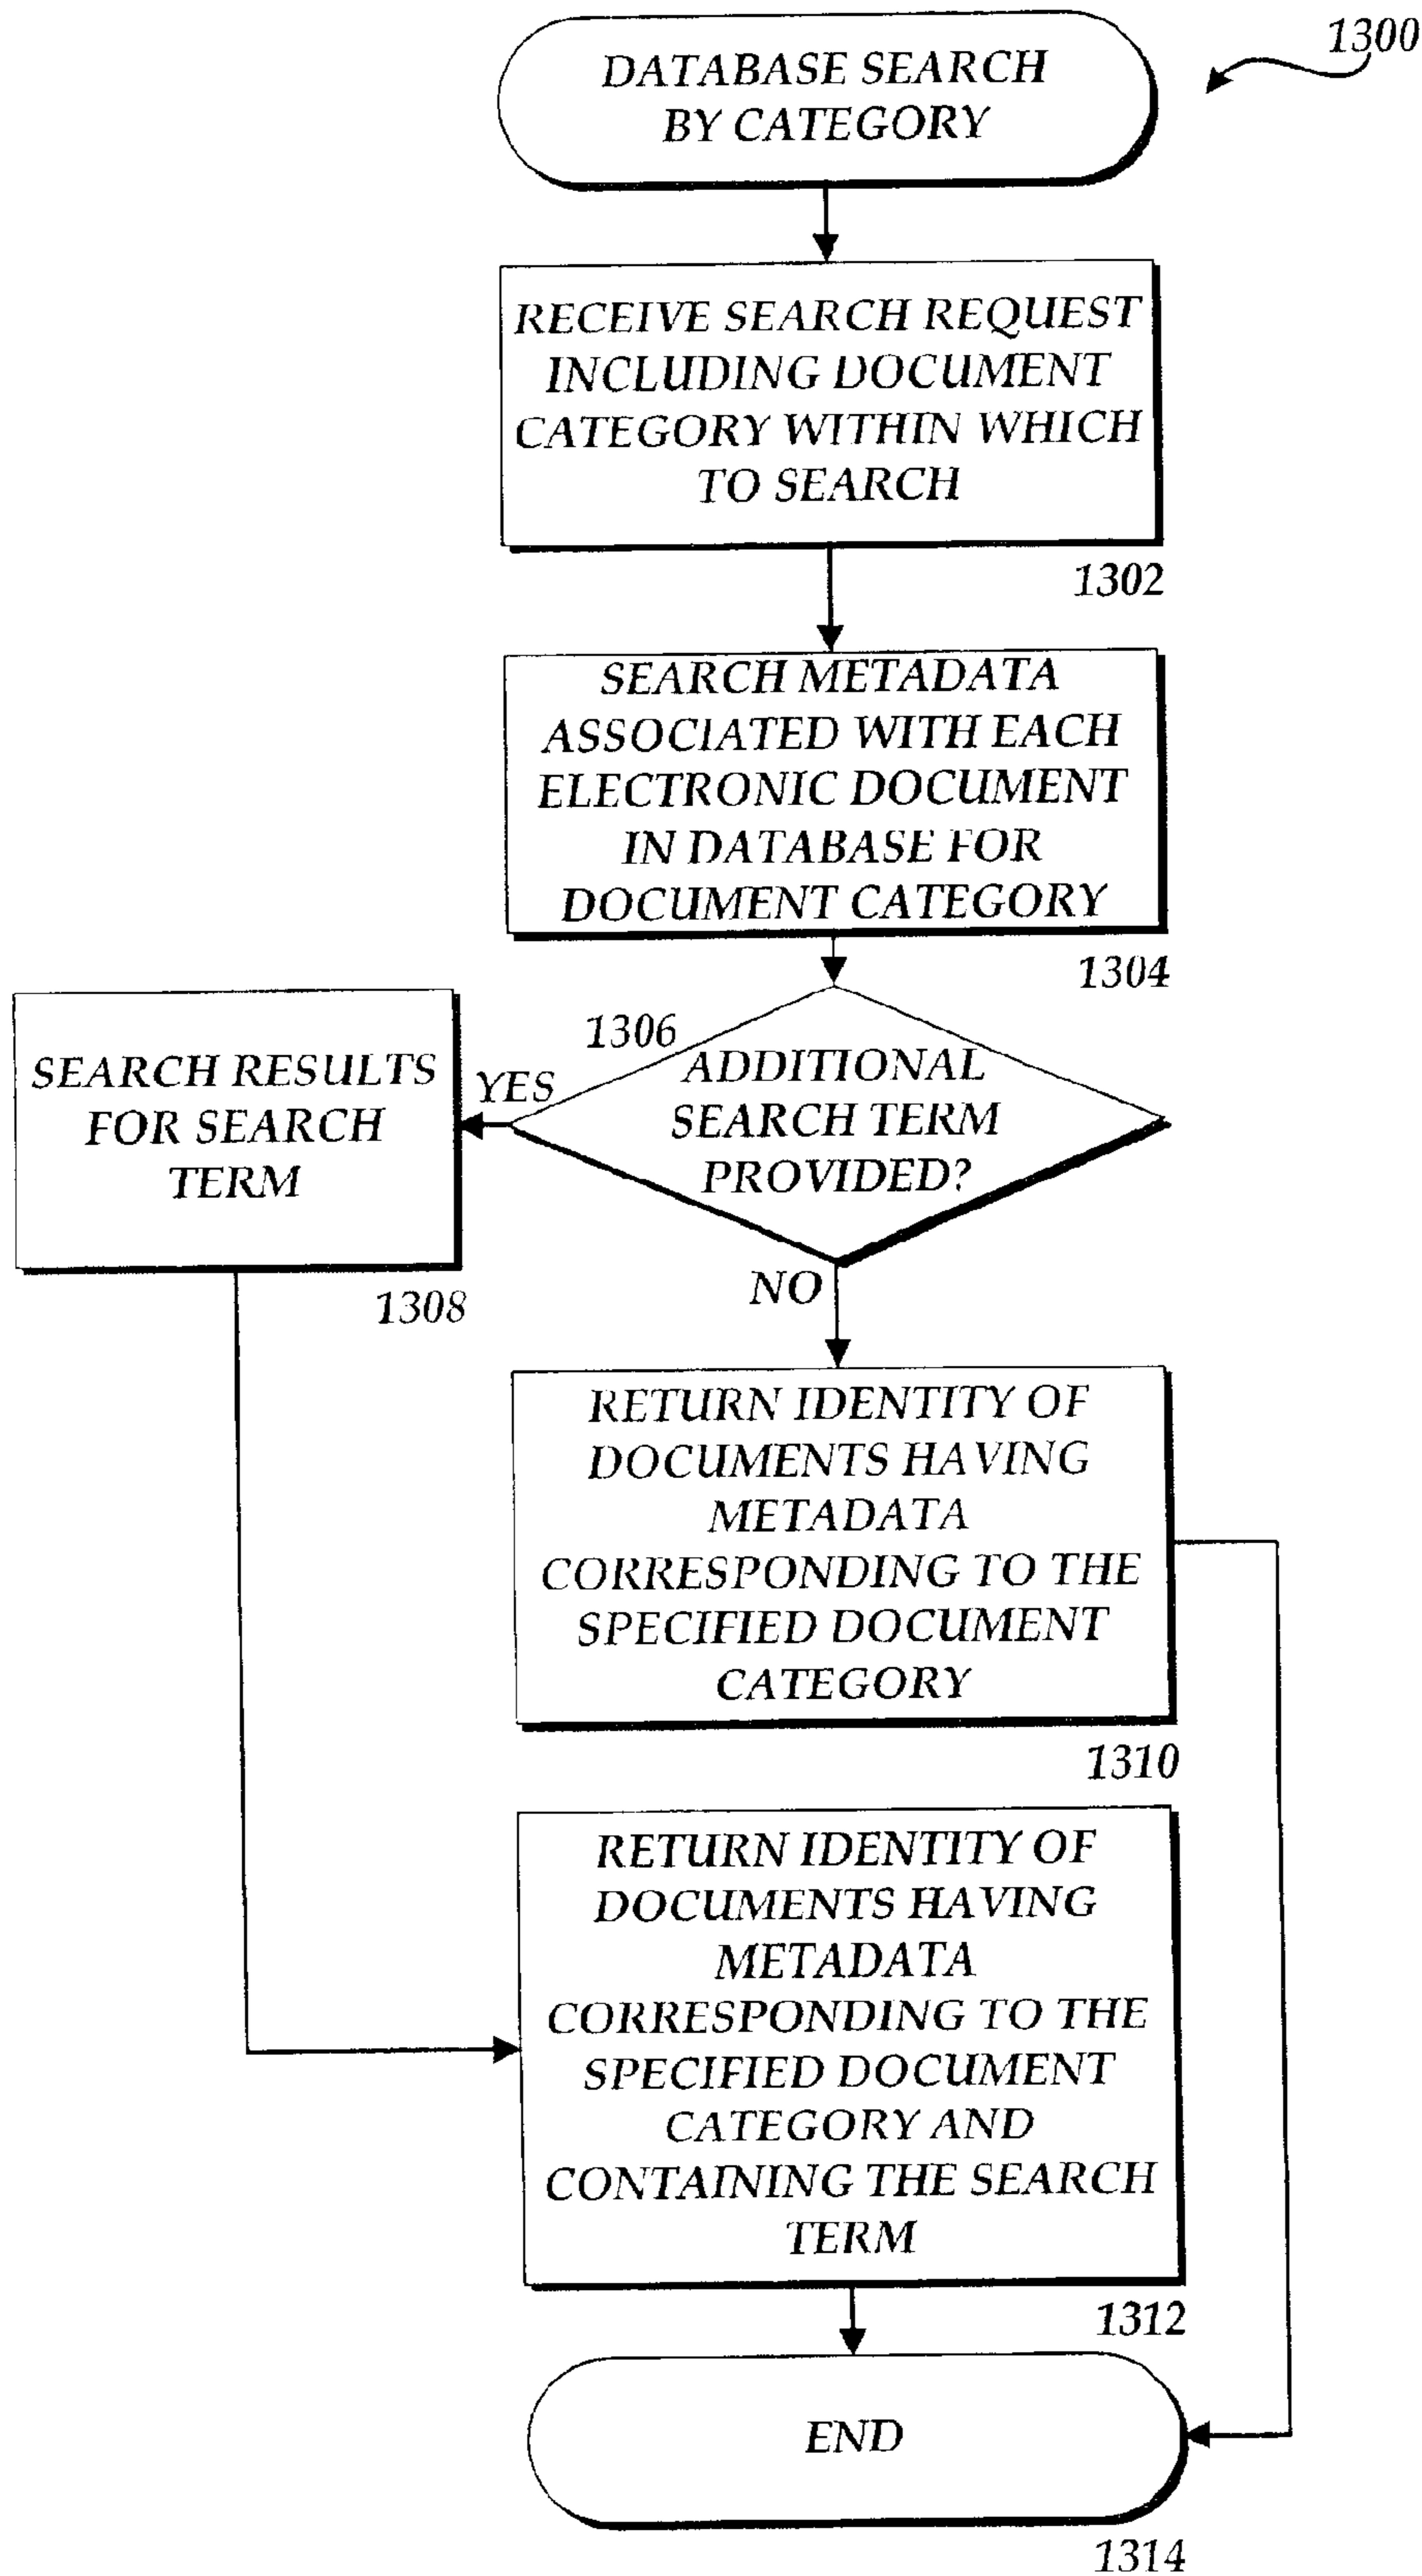 1300
DATABASE SEARCH
BY CATEGORY
RECEIVE SEARCH REQUEST
INCLUDING DOCUMENT
CATEGORY WITHIN WHICH
TO SEARCH
1302
SEARCH METADATA
ASSOCIATED WITH EACH
ELECTRONIC DOCUMENT
IN DATABASE FOR
DOCUMENT CATEGORY
1304
1306
ADDITIONAL
SEARCH TERM
PROVIDED?
YES
SEARCH RESULTS
FOR SEARCH
TERM
1308
NO
RETURN IDENTITY OF
DOCUMENTS HAVING
METADATA
CORRESPONDING TO THE
SPECIFIED DOCUMENT
CATEGORY
1310
RETURN IDENTITY OF
DOCUMENTS HAVING
METADATA
CORRESPONDING TO THE
SPECIFIED DOCUMENT
CATEGORY AND
CONTAINING THE SEARCH
TERM
1312
END
1314